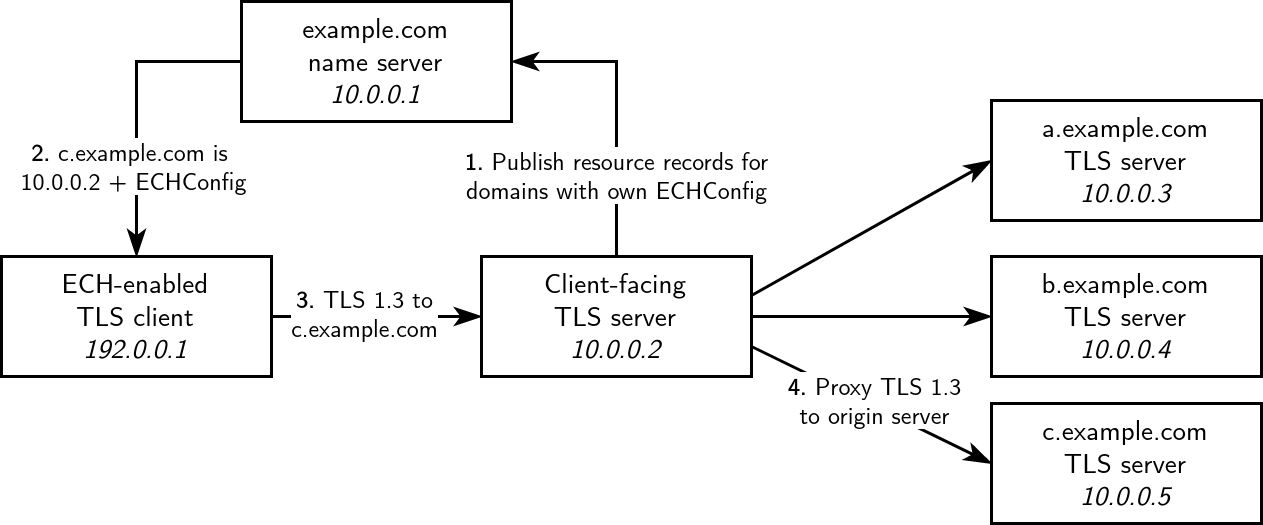 example.com
name server
10.0.0.1
2. c.example.com is
10.0.0.2 + ECHConfig
1. Publish resource records for
domains with own ECHConfig
a.example.com
TLS server
10.0.0.3
ECH-enabled
TLS client
192.0.0.1
3. TLS 1.3 to
c.example.com
Client-facing
TLS server
10.0.0.2
b.example.com
TLS server
10.0.0.4
4. Proxy TLS 1.3
to origin server
c.example.com
TLS server
10.0.0.5